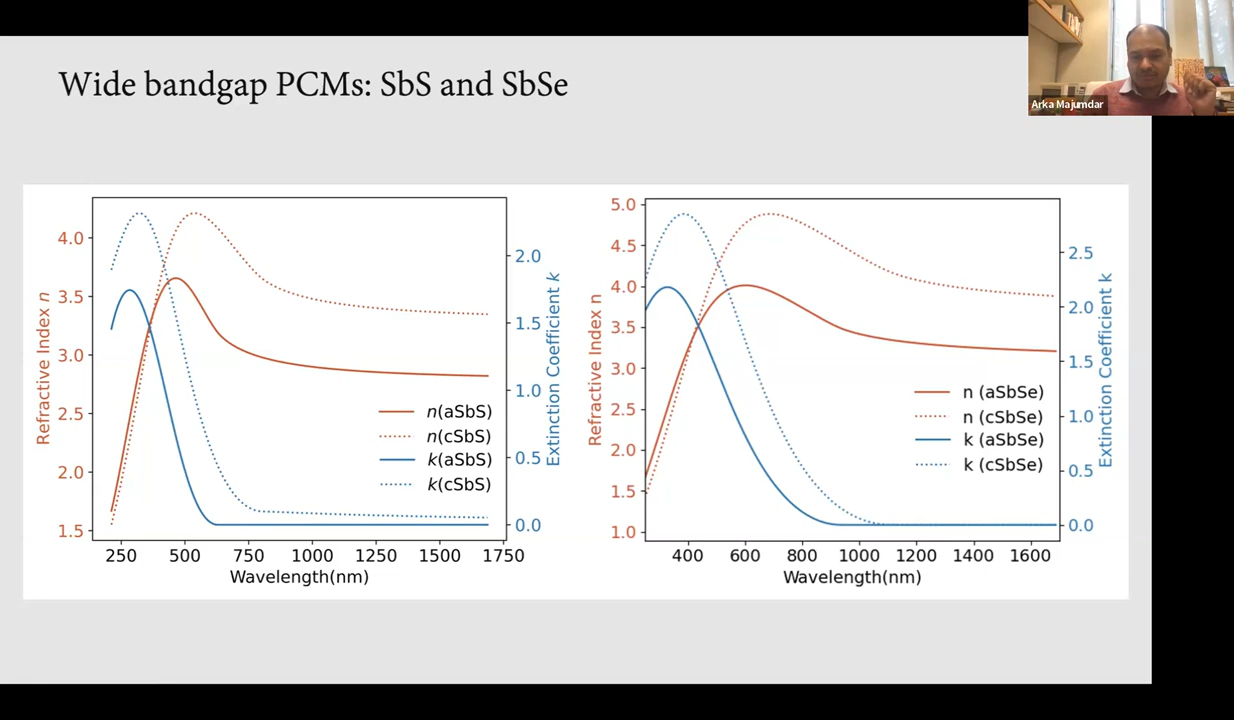 Wide bandgap PCMs: SbS and SbSe
Arka Majumdar
4.0
3.5
3.0
2.5
2.0
1.5
Refractive Index n
2.0
1.5
1.0
0.5
0.0
Extinction Coefficient k
n(aSbS)
n(cSbS)
k(aSbS)
k(cSbS)
250 500 750 1000 1250 1500 1750
Wavelength(nm)
5.0
4.5
4.0
3.5
3.0
2.5
2.0
1.5
1.0
Refractive Index n
2.5
2.0
1.5
1.0
0.5
0.0
Extinction Coefficient k
n (aSbSe)
n (cSbSe)
k (aSbSe)
k (cSbSe)
400 600 800 1000 1200 1400 1600
Wavelength(nm)